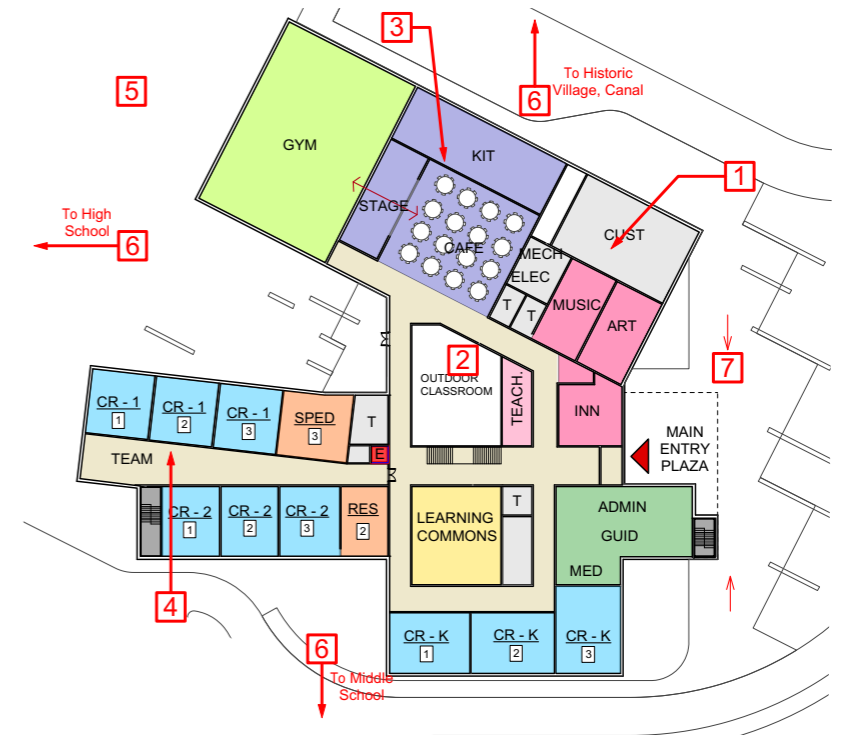 3
6
To Historic
Village, Canal
5
GYM
KIT
1
STAGE
CAFE
CUST
To High
School
6
MECH
ELEC
T
T
MUSIC
ART
2
OUTDOOR
CLASSROOM
TEACH.
7
INN
MAIN
ENTRY
PLAZA
CR - 1
1
CR - 1
2
CR - 1
3
SPED
3
T
E
TEAM
CR - 2
1
CR - 2
2
CR - 2
3
RES
2
LEARNING
COMMONS
T
ADMIN
GUID
MED
4
6
To Middle
School
CR - K
1
CR - K
2
CR - K
3